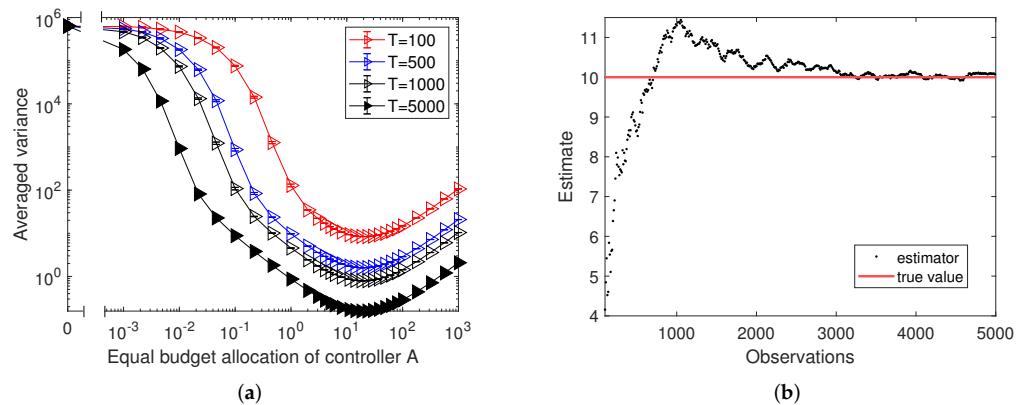 10^6
10^4
10^2
10^0
Averaged variance
0
10^-3
10^-2
10^-1
10^0
10^1
10^2
10^3
Equal budget allocation of controller A
T=100
T=500
T=1000
T=5000
(a)
11
10
9
8
7
6
5
4
Estimate
1000
2000
3000
4000
5000
Observations
estimator
true value
(b)